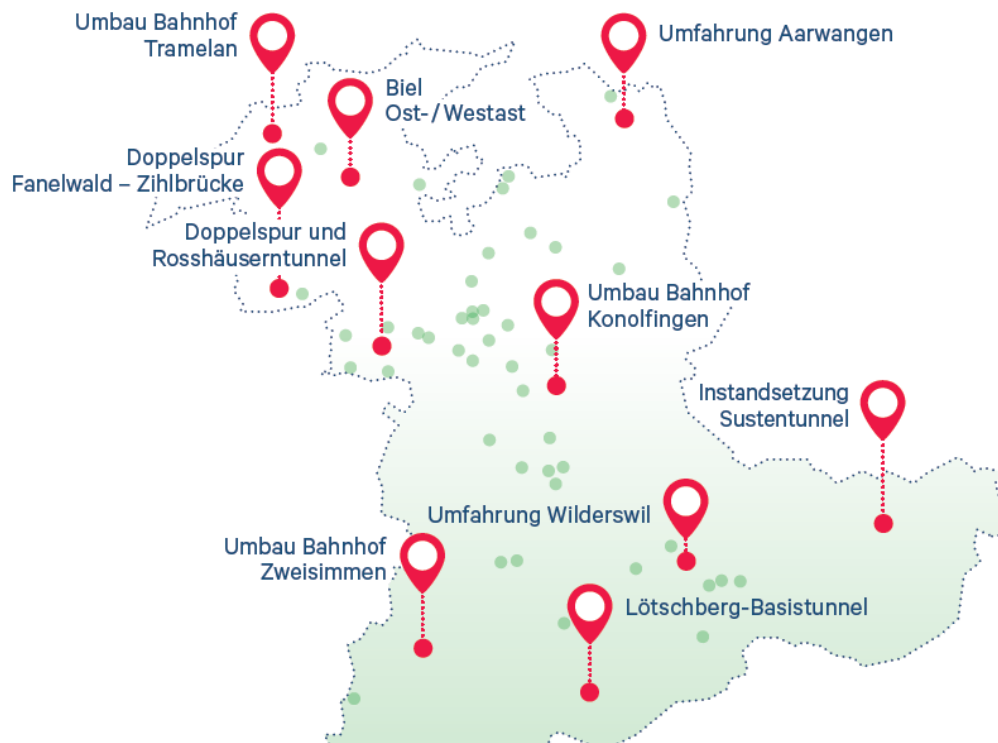 Umbau Bahnhof
Tramelan
Umfahrung Aarwangen
Biel
Ost-/Westast
Doppelspur
Fanelwald – Zihlbrücke
Doppelspur und
Rosshäuserntunnel
Umbau Bahnhof
Konolfingen
Instandsetzung
Sustentunnel
Umfahrung Wilderswil
Umbau Bahnhof
Zweisimmen
Lötschberg-Basistunnel